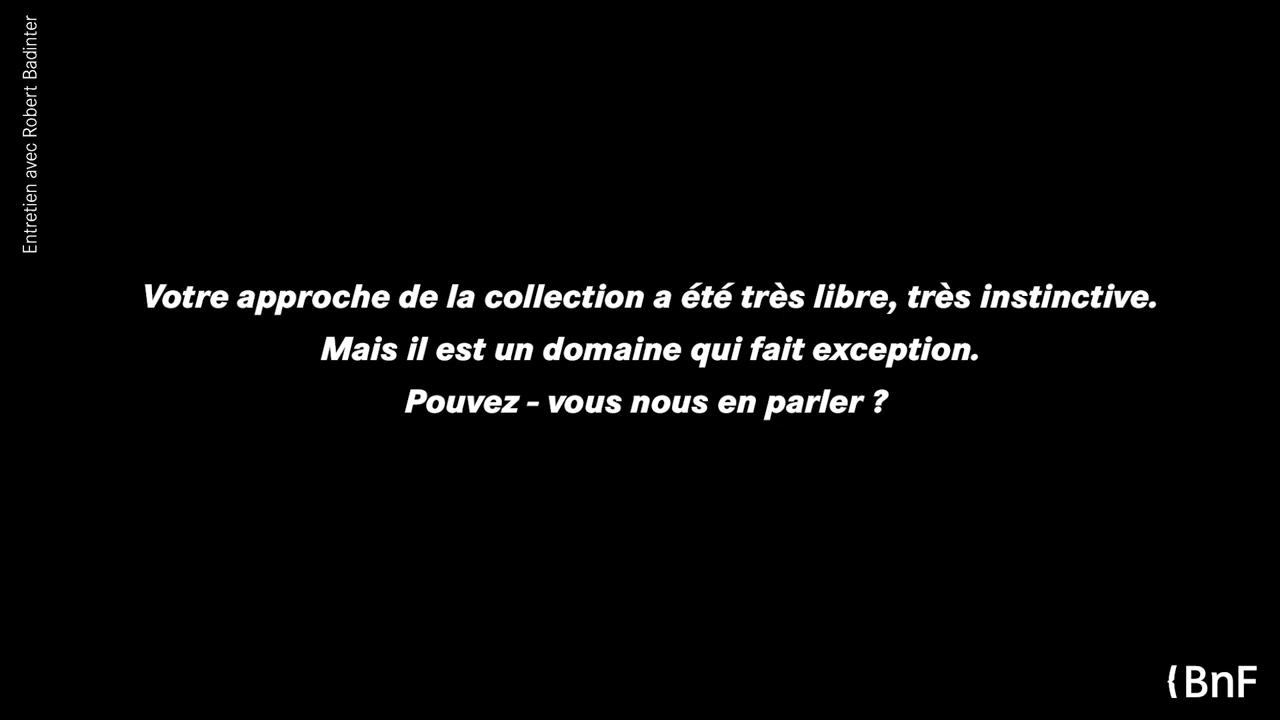 Entretien avec Robert Badinter
Votre approche de la collection a été très libre, très instinctive.
Mais il est un domaine qui fait exception.
Pouvez - vous nous en parler ?
{BnF